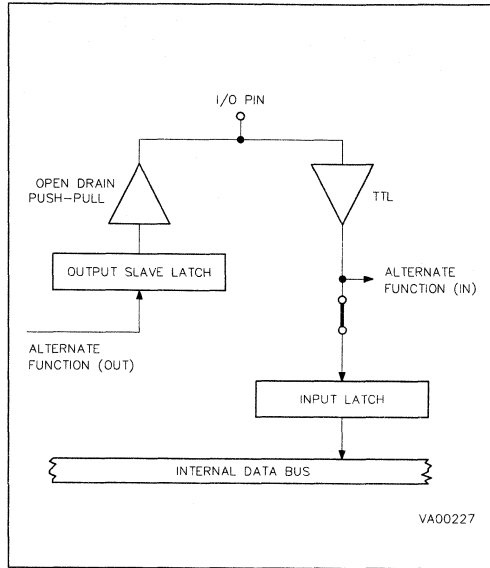 I/O PIN
OPEN DRAIN
PUSH-PULL
TTL
OUTPUT SLAVE LATCH
ALTERNATE
FUNCTION (IN)
ALTERNATE
FUNCTION (OUT)
INPUT LATCH
INTERNAL DATA BUS
VA00227